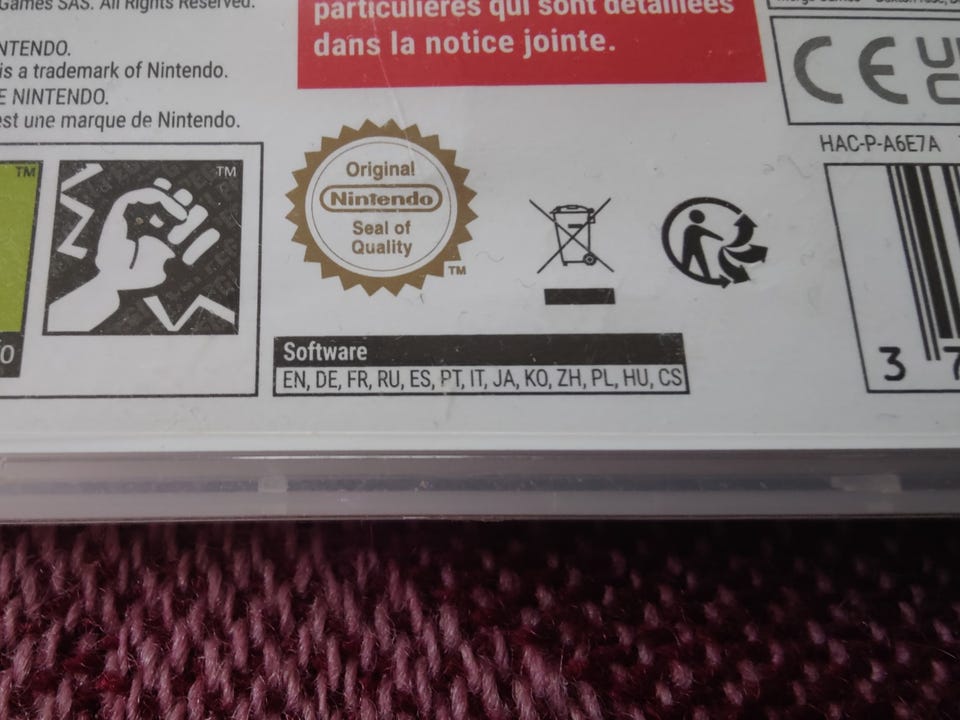 Games SAS. All Rights Reserved.
NTENDO.
is a trademark of Nintendo.
E NINTENDO.
est une marque de Nintendo.
particulières qui sont détaillées
dans la notice jointe.
CE
HAC-P-A6E7A
TM
TM
Original
Nintendo
Seal of
Quality
TM
Software
EN, DE, FR, RU, ES, PT, IT, JA, KO, ZH, PL, HU, CS
3 7